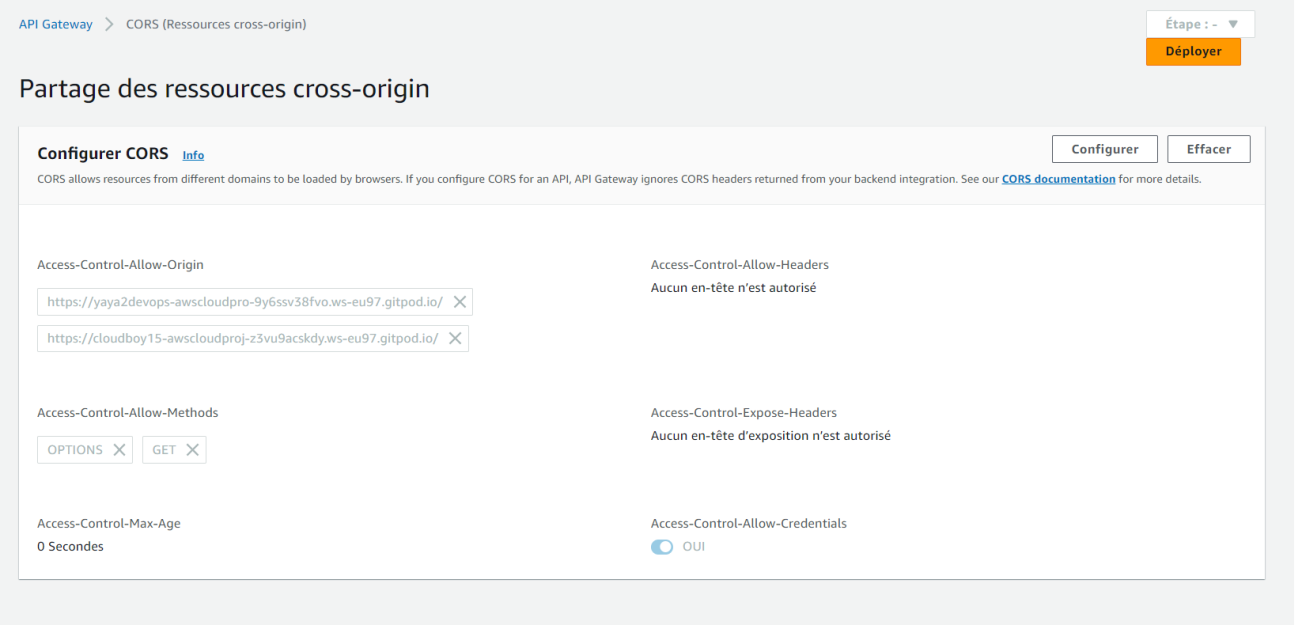 API Gateway > CORS (Ressources cross-origin)
Étape : - ▼
Déployer
Partage des ressources cross-origin
Configurer CORS Info
Configurer
Effacer
CORS allows resources from different domains to be loaded by browsers. If you configure CORS for an API, API Gateway ignores CORS headers returned from your backend integration. See our CORS documentation for more details.
Access-Control-Allow-Origin
https://yaya2devops-awscloudpro-9y6ssv38fvo.ws-eu97.gitpod.io/
https://cloudboy15-awscloudproj-z3vu9acskdy.ws-eu97.gitpod.io/
Access-Control-Allow-Headers
Aucun en-tête n'est autorisé
Access-Control-Allow-Methods
OPTIONS
GET
Access-Control-Expose-Headers
Aucun en-tête d'exposition n'est autorisé
Access-Control-Max-Age
0 Secondes
Access-Control-Allow-Credentials
OUI